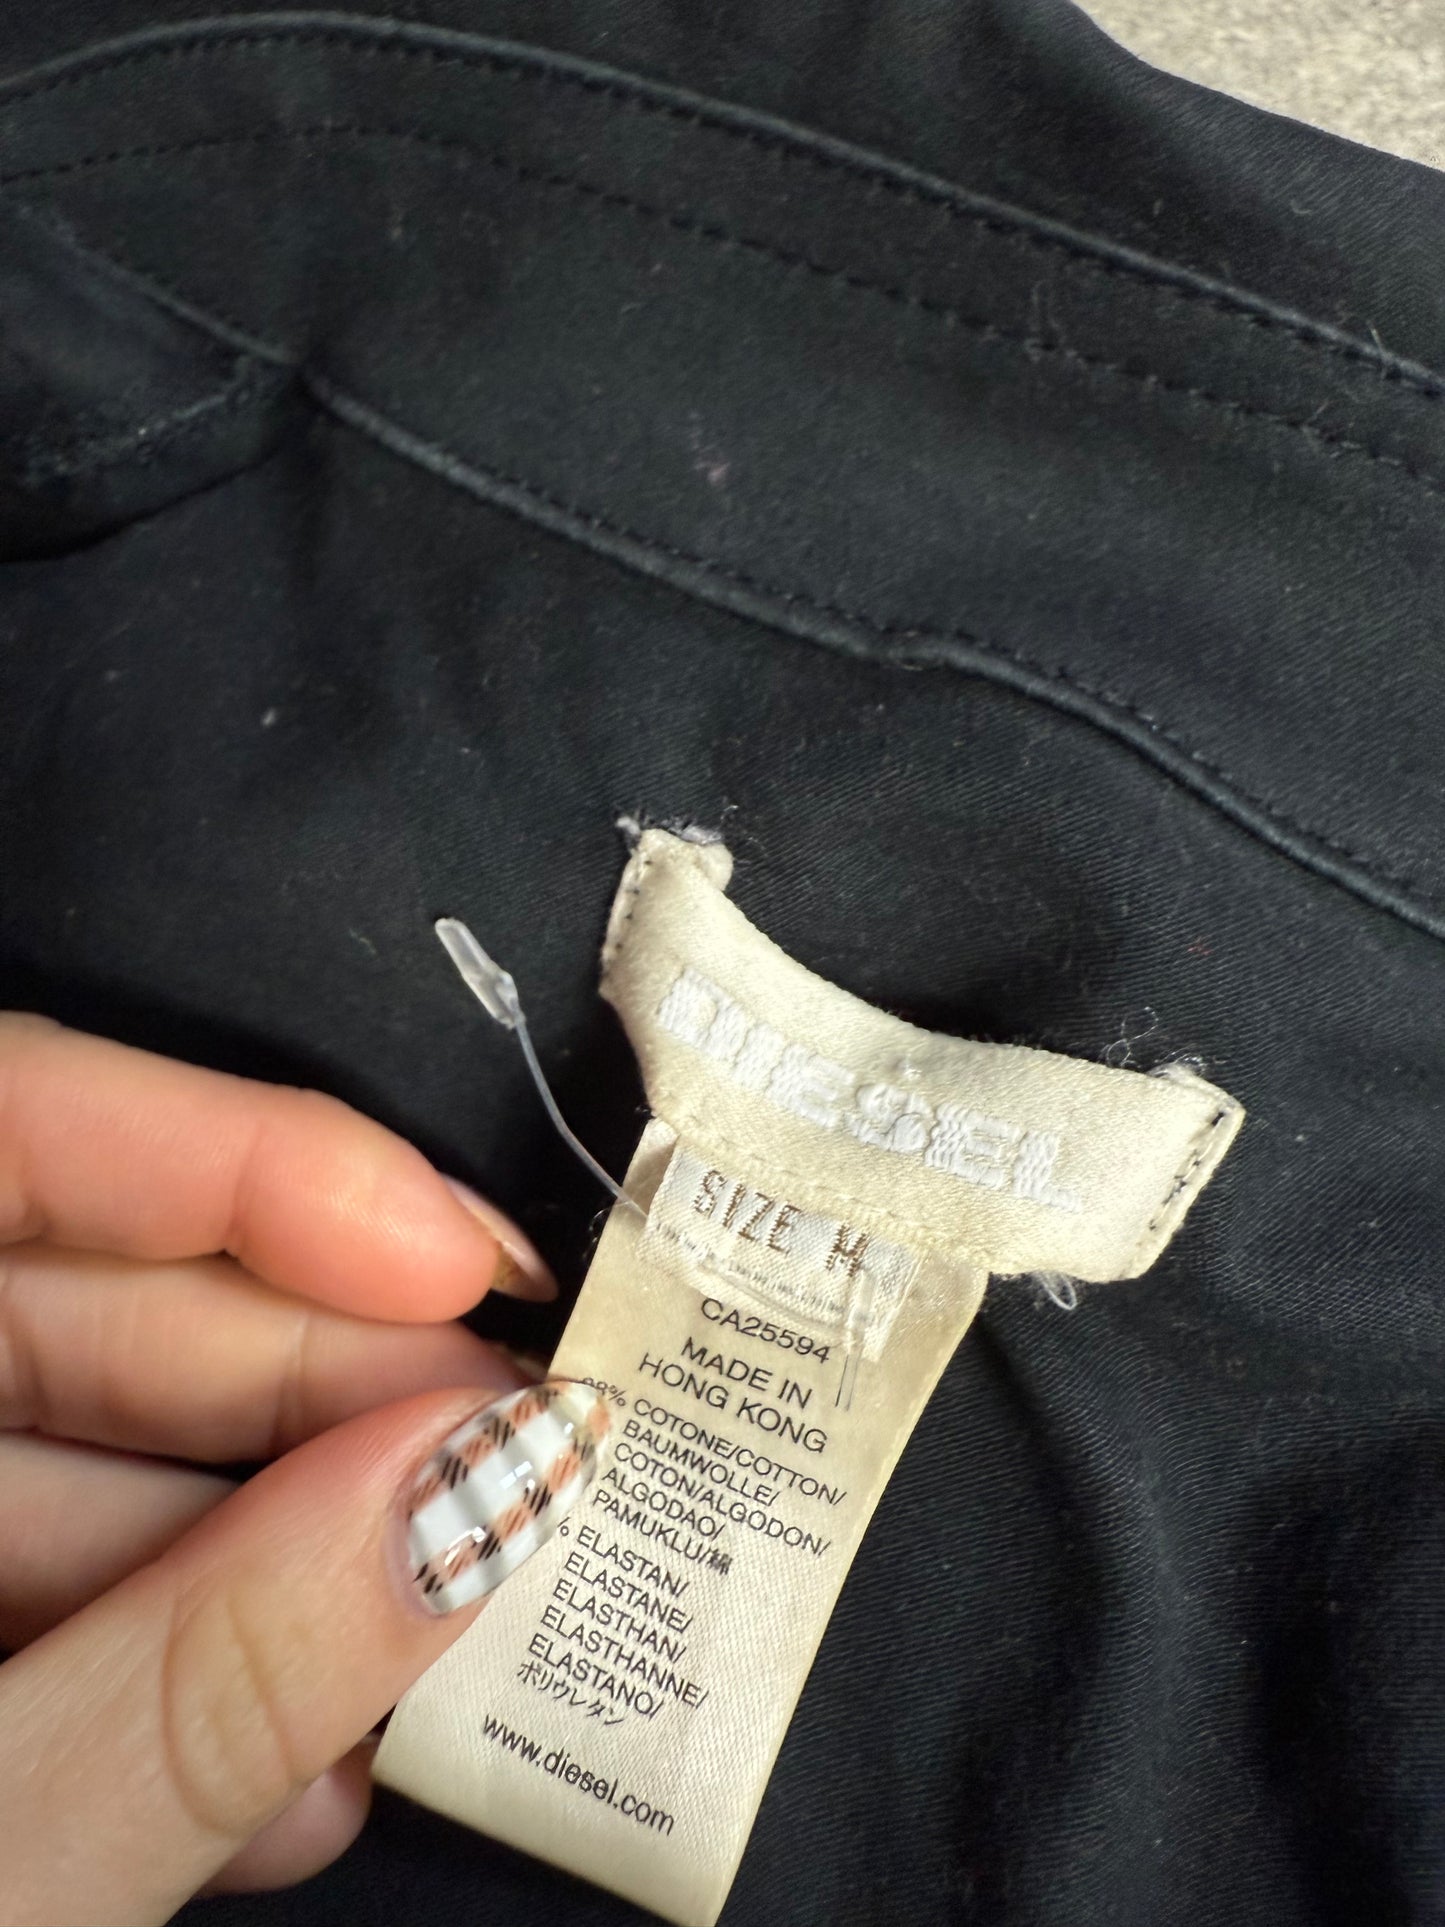 DIESEL
SIZE M
CA25594
MADE IN
HONG KONG
98% COTONE/COTTON/
BAUMWOLLE/
COTON/ALGODON/
ALGODAO/
PAMUKLU/綿
% ELASTAN/
ELASTANE/
ELASTHAN/
ELASTHANNE/
ELASTANO/
ポリウレタン
www.diesel.com